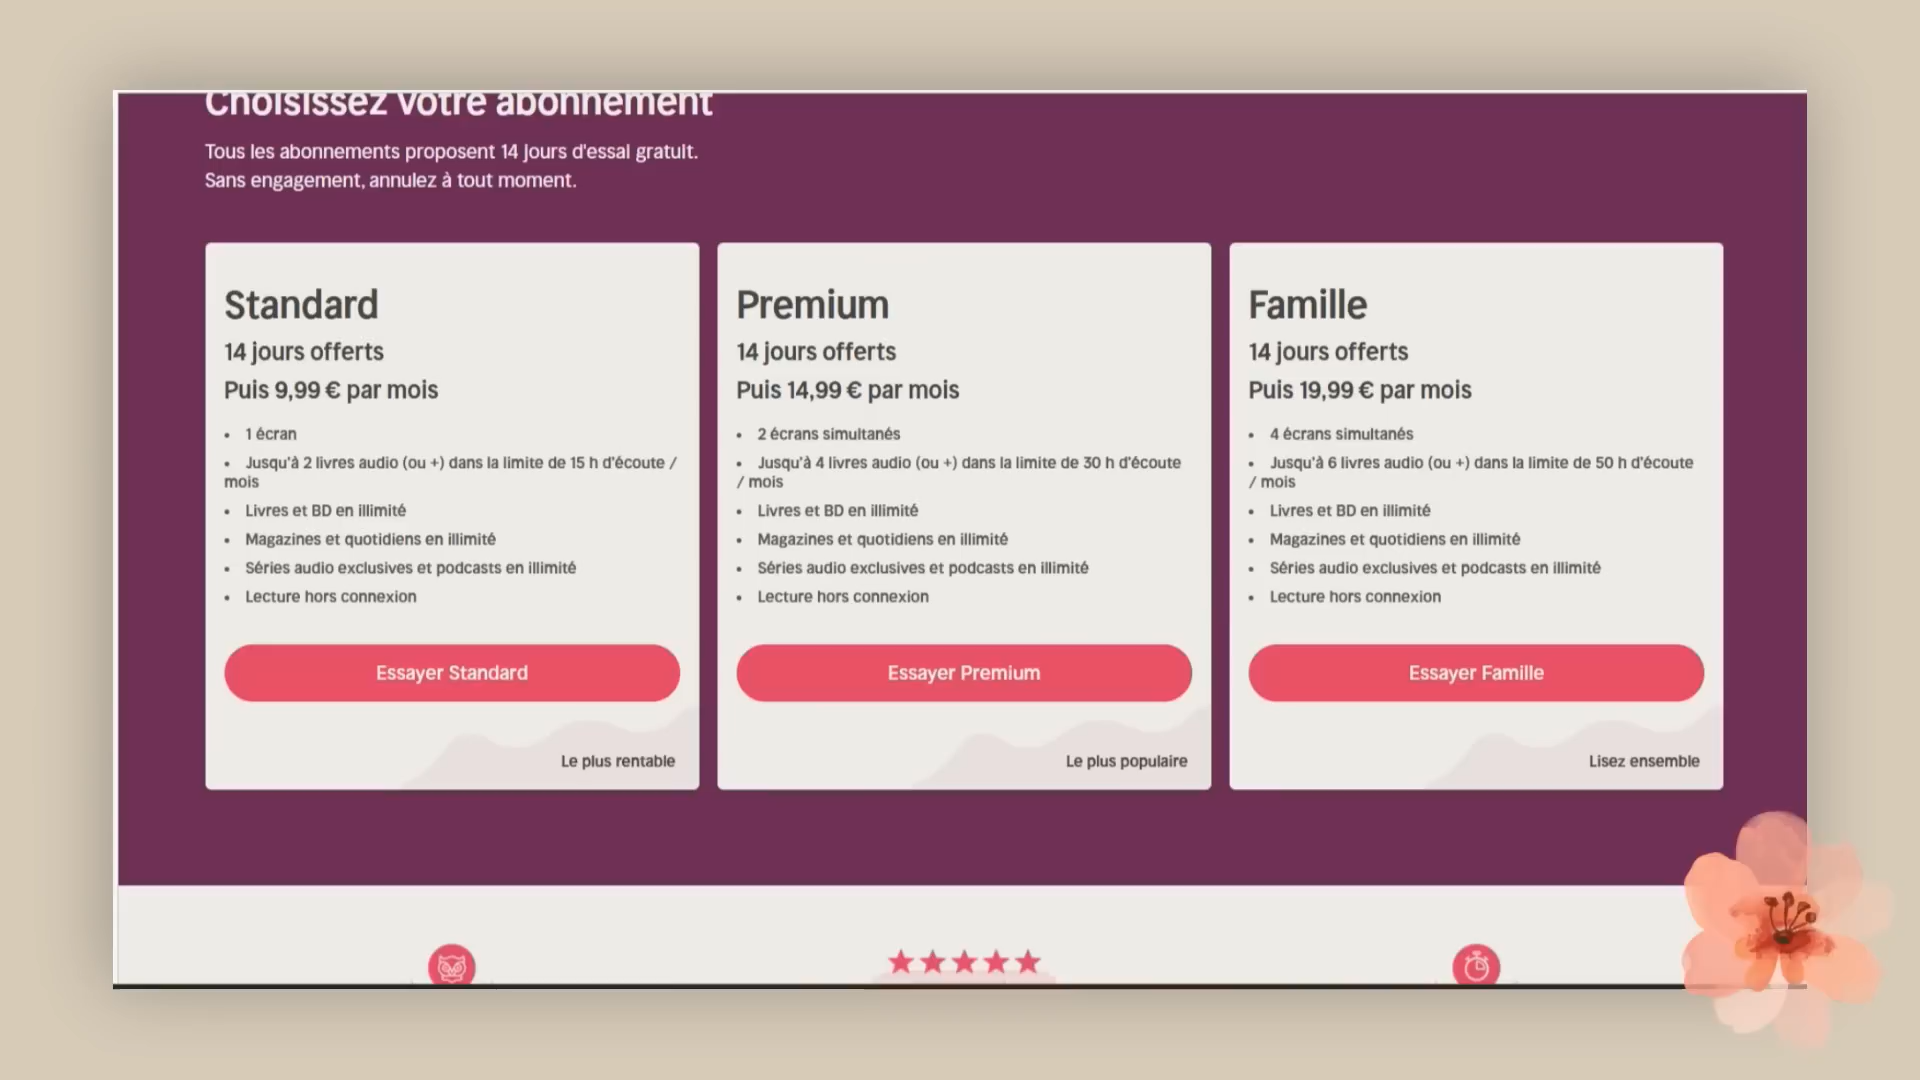 Choisissez votre abonnement
Tous les abonnements proposent 14 jours d'essai gratuit.
Sans engagement, annulez à tout moment.
Standard
14 jours offerts
Puis 9,99 € par mois
• 1 écran
• Jusqu'à 2 livres audio (ou +) dans la limite de 15 h d'écoute /
mois
• Livres et BD en illimité
• Magazines et quotidiens en illimité
• Séries audio exclusives et podcasts en illimité
• Lecture hors connexion
Essayer Standard
Le plus rentable
Premium
14 jours offerts
Puis 14,99 € par mois
• 2 écrans simultanés
• Jusqu'à 4 livres audio (ou +) dans la limite de 30 h d'écoute
/ mois
• Livres et BD en illimité
• Magazines et quotidiens en illimité
• Séries audio exclusives et podcasts en illimité
• Lecture hors connexion
Essayer Premium
Le plus populaire
Famille
14 jours offerts
Puis 19,99 € par mois
• 4 écrans simultanés
• Jusqu'à 6 livres audio (ou +) dans la limite de 50 h d'écoute
/ mois
• Livres et BD en illimité
• Magazines et quotidiens en illimité
• Séries audio exclusives et podcasts en illimité
• Lecture hors connexion
Essayer Famille
Lisez ensemble